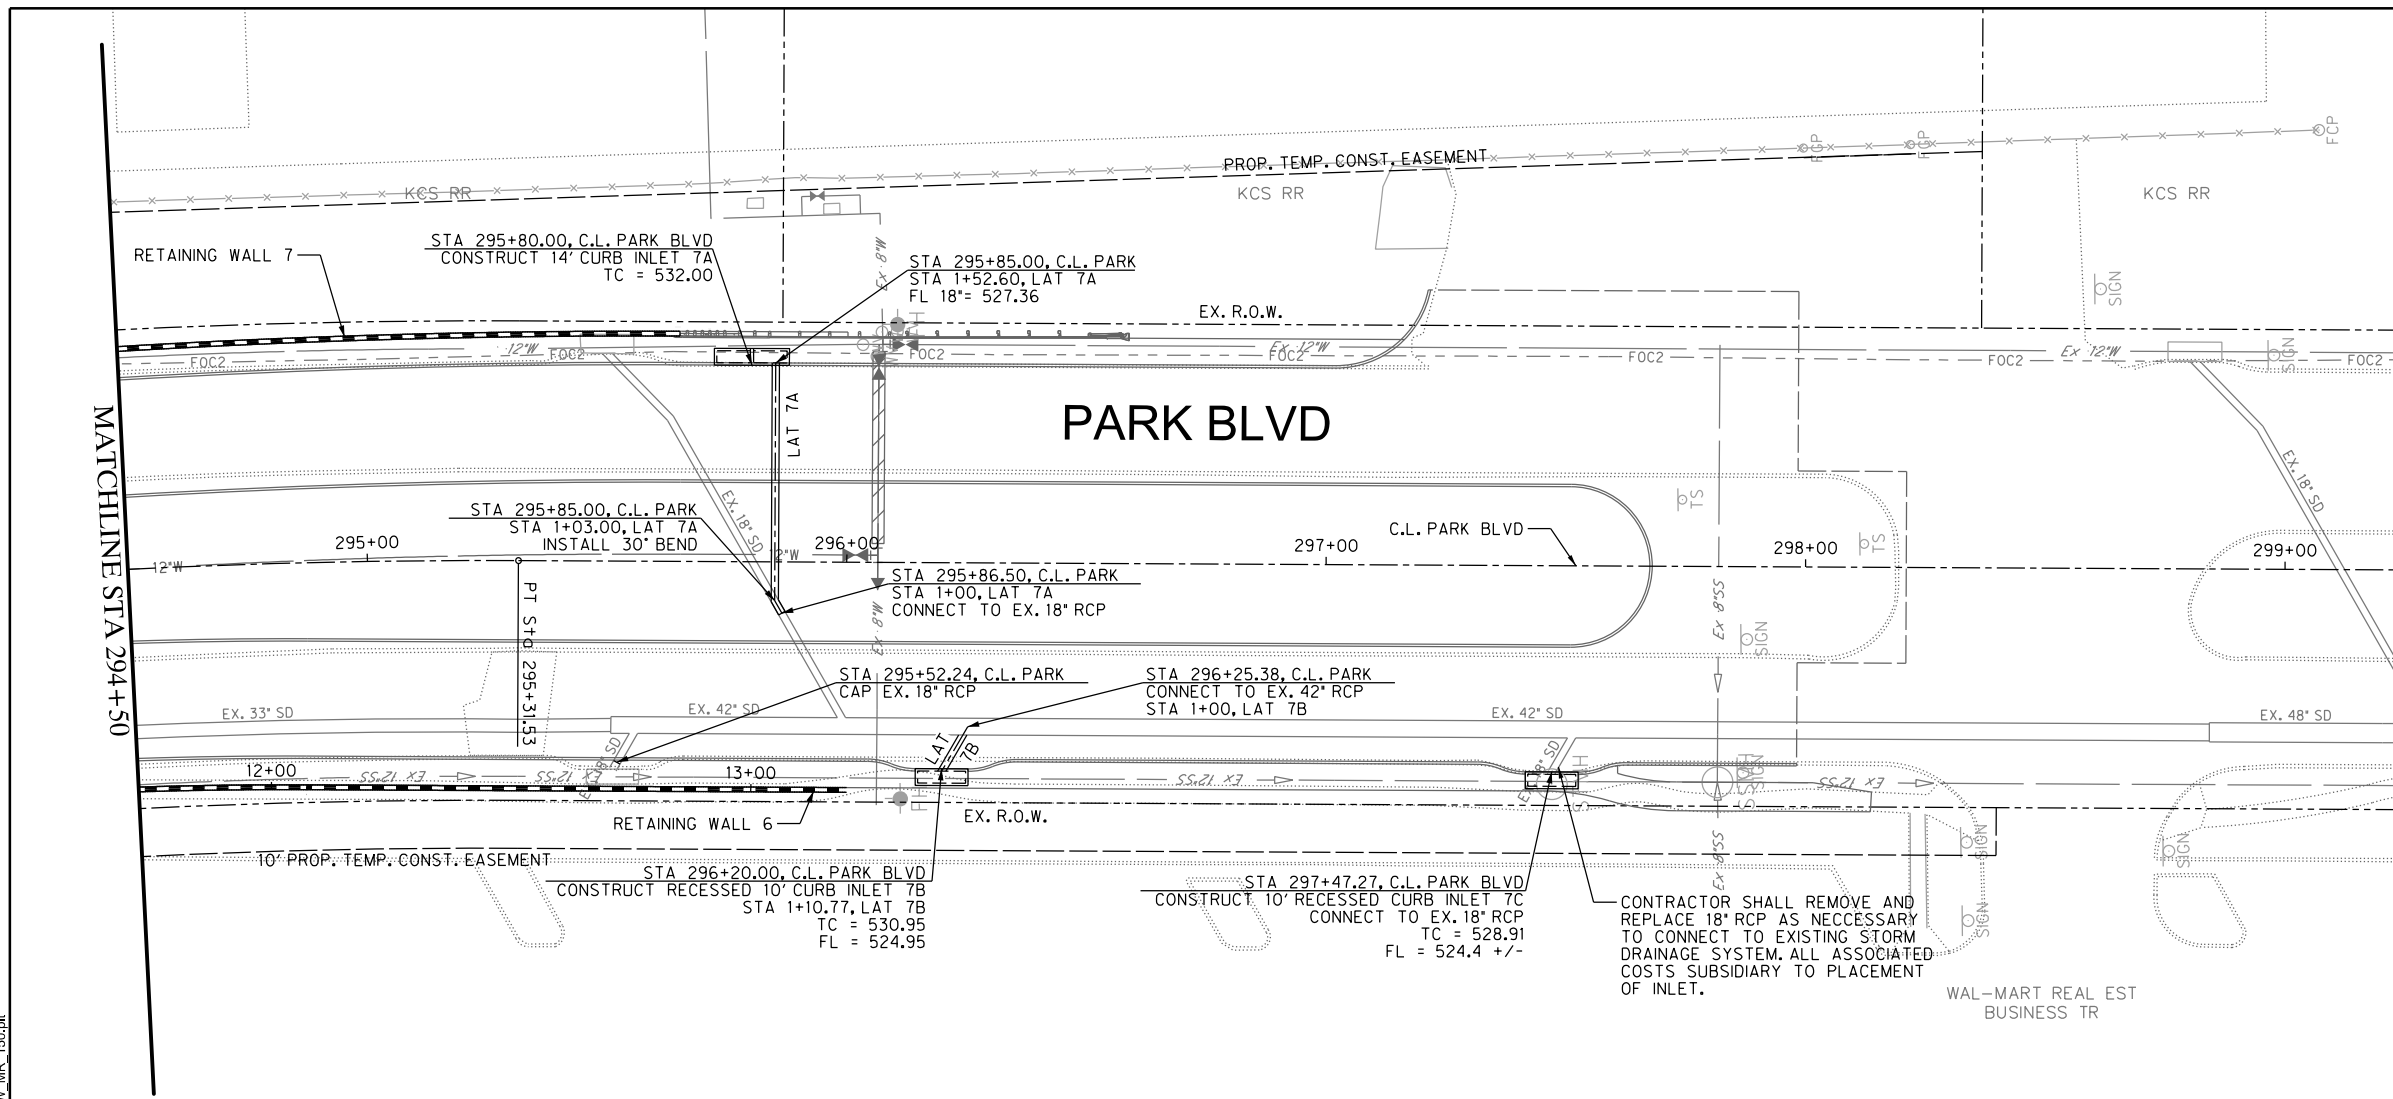 PROP. TEMP. CONST. EASEMENT
FGP
FGP
FCP
KCS RR
KCS RR
KCS RR
RETAINING WALL 7
STA 295+80.00, C.L. PARK BLVD
CONSTRUCT 14' CURB INLET 7A
TC = 532.00
EX 8"W
STA 295+85.00, C.L. PARK
STA 1+52.60, LAT 7A
FL 18"= 527.36
EX. R.O.W.
SIGN
FOC2
12"W
FOC2
FOC2
EX 12"W
FOC2
FOC2
FOC2
EX 12"W
SIGN
FOC2
MATCHLINE STA 294+50
LAT 7A
PARK BLVD
EX. 18" SD
EX. 18" SD
TS
TS
STA 295+85.00, C.L. PARK
STA 1+03.00, LAT 7A
INSTALL 30° BEND
C.L. PARK BLVD
295+00
296+00
297+00
298+00
299+00
12"W
12"W
STA 295+86.50, C.L. PARK
STA 1+00, LAT 7A
CONNECT TO EX. 18" RCP
PT Sta 295+31.53
EX 8"W
EX 8"SS
SIGN
STA 295+52.24, C.L. PARK
CAP EX. 18" RCP
STA 296+25.38, C.L. PARK
CONNECT TO EX. 42" RCP
STA 1+00, LAT 7B
EX. 33" SD
EX. 42" SD
EX. 42" SD
EX. 48" SD
LAT
7B
12+00
13+00
EX 12"SS
EX 12"SS
EX 12"SS
EX 12"SS
RETAINING WALL 6
EX. R.O.W.
EX 8"SS
SIGN
SIGN
SIGN
10' PROP. TEMP. CONST. EASEMENT
STA 296+20.00, C.L. PARK BLVD
CONSTRUCT RECESSED 10' CURB INLET 7B
STA 1+10.77, LAT 7B
TC = 530.95
FL = 524.95
STA 297+47.27, C.L. PARK BLVD
CONSTRUCT 10' RECESSED CURB INLET 7C
CONNECT TO EX. 18" RCP
TC = 528.91
FL = 524.4 +/-
CONTRACTOR SHALL REMOVE AND
REPLACE 18" RCP AS NECCESSARY
TO CONNECT TO EXISTING STORM
DRAINAGE SYSTEM. ALL ASSOCIATED
COSTS SUBSIDIARY TO PLACEMENT
OF INLET.
WAL-MART REAL EST
BUSINESS TR